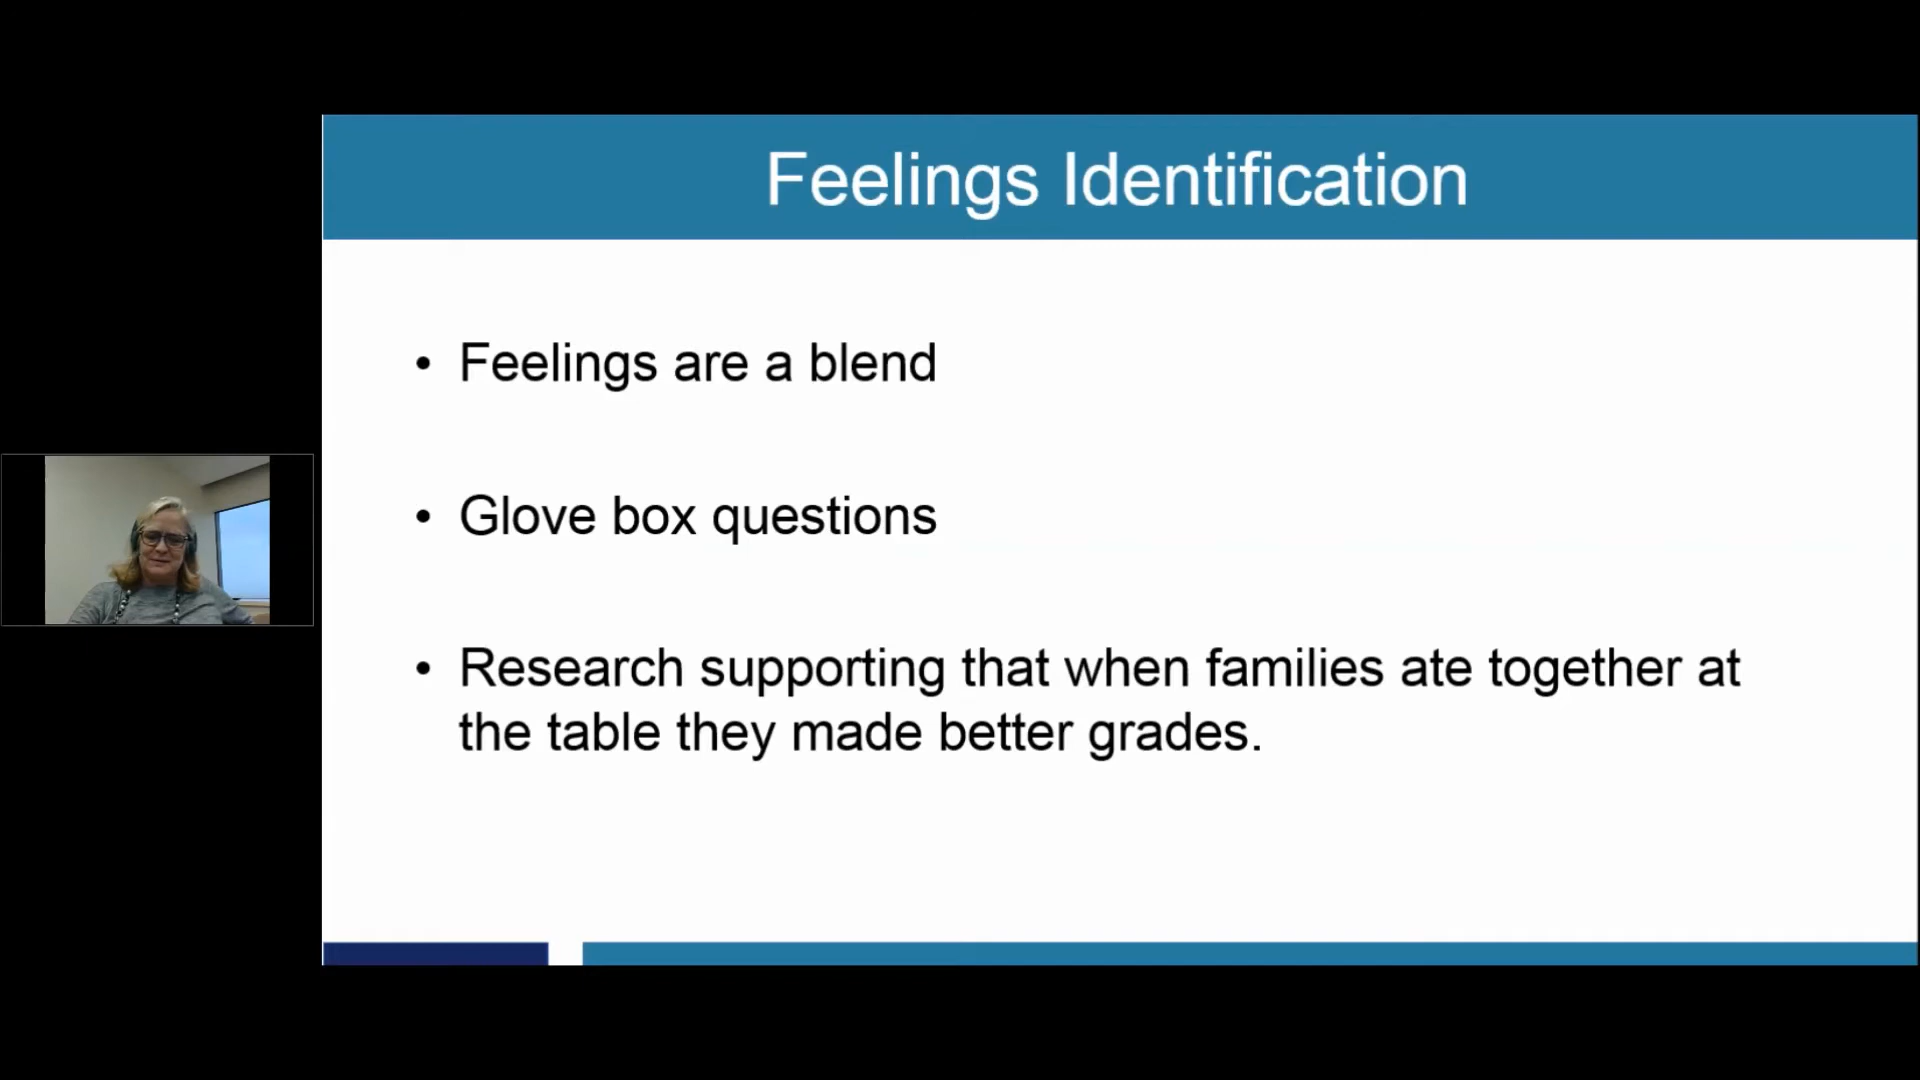 Feelings Identification
• Feelings are a blend
• Glove box questions
• Research supporting that when families ate together at
the table they made better grades.